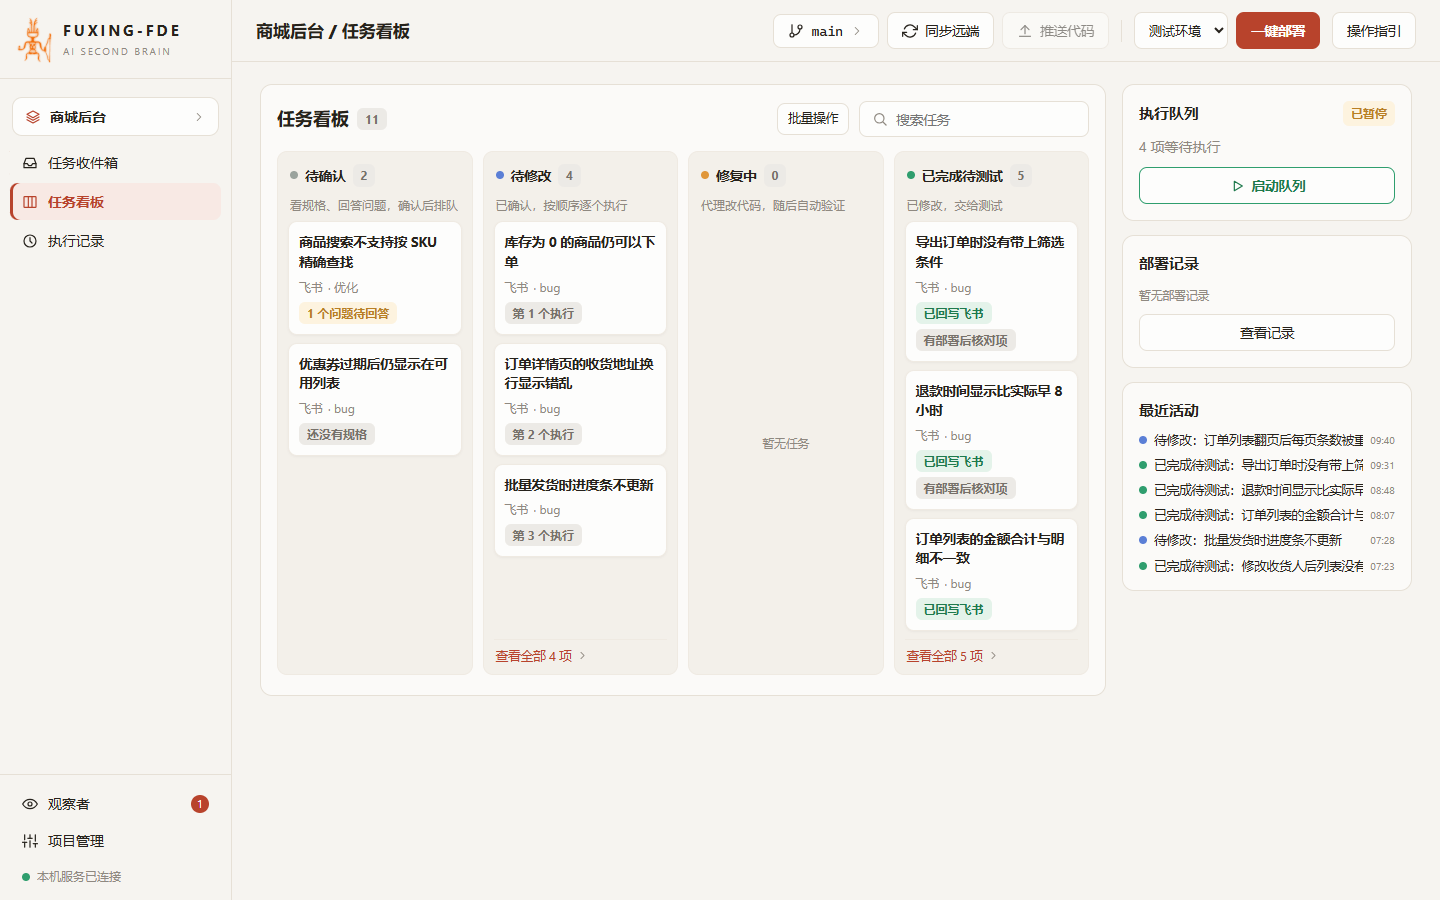 FUXING-FDE
AI SECOND BRAIN
商城后台
任务收件箱
任务看板
执行记录
观察者
1
项目管理
本机服务已连接
商城后台 / 任务看板
main
同步远端
推送代码
测试环境
一键部署
操作指引
任务看板 11
批量操作
搜索任务
待确认 2
看规格、回答问题，确认后排队
商品搜索不支持按 SKU
精确查找
飞书 · 优化
1 个问题待回答
优惠券过期后仍显示在可
用列表
飞书 · bug
还没有规格
待修改 4
已确认，按顺序逐个执行
库存为 0 的商品仍可以下
单
飞书 · bug
第 1 个执行
订单详情页的收货地址换
行显示错乱
飞书 · bug
第 2 个执行
批量发货时进度条不更新
飞书 · bug
第 3 个执行
查看全部 4 项
修复中 0
代理改代码，随后自动验证
暂无任务
已完成待测试 5
已修改，交给测试
导出订单时没有带上筛选
条件
飞书 · bug
已回写飞书
有部署后核对项
退款时间显示比实际早 8
小时
飞书 · bug
已回写飞书
有部署后核对项
订单列表的金额合计与明
细不一致
飞书 · bug
已回写飞书
查看全部 5 项
执行队列
已暂停
4 项等待执行
启动队列
部署记录
暂无部署记录
查看记录
最近活动
待修改：订单列表翻页后每页条数被重 09:40
已完成待测试：导出订单时没有带上筛 09:31
已完成待测试：退款时间显示比实际早 08:48
已完成待测试：订单列表的金额合计与 08:07
待修改：批量发货时进度条不更新 07:28
已完成待测试：修改收货人后列表没有 07:23